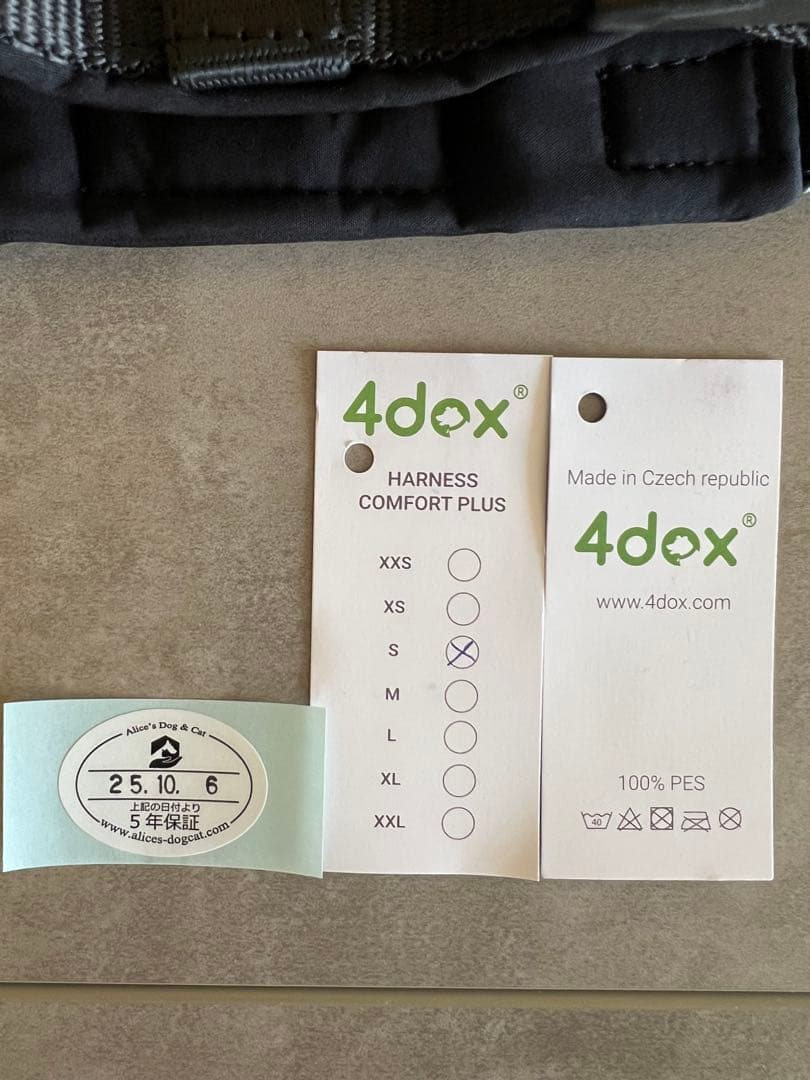 4dox®
HARNESS
COMFORT PLUS
XXS
XS
S
M
L
XL
XXL
Made in Czech republic
4dox®
www.4dox.com
100% PES
40
Alice's Dog & Cat
25.10. 6
上記の日付より
5年保証
www.alices-dogcat.com